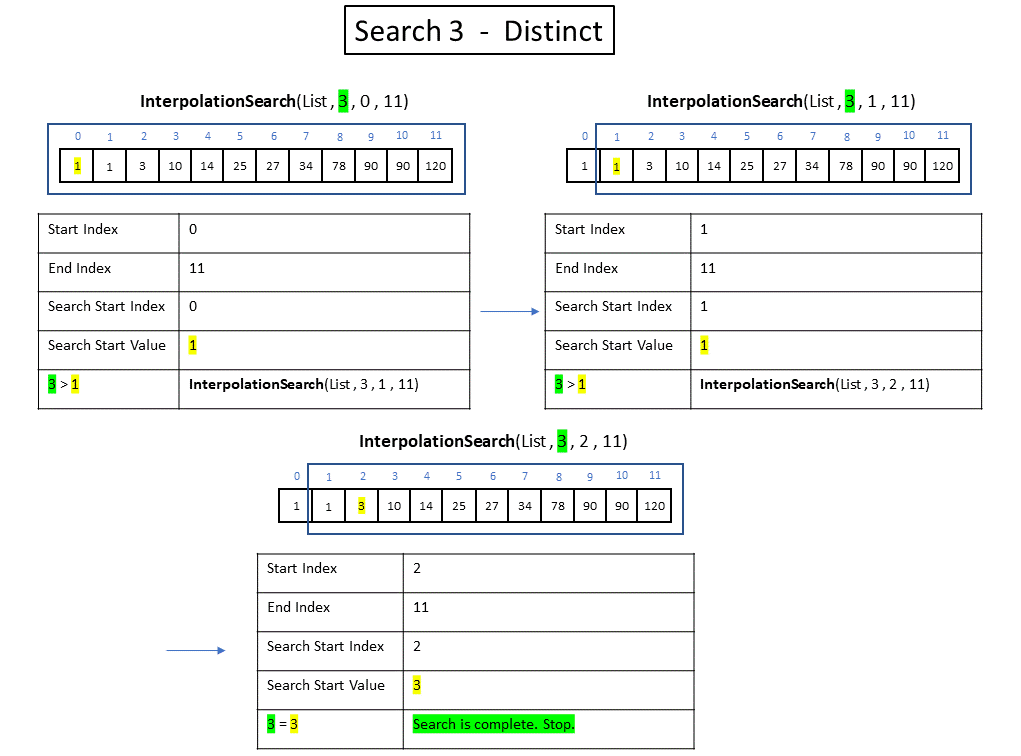 Search 3 - Distinct
InterpolationSearch(List , 3 , 0 , 11)
0 1 2 3 4 5 6 7 8 9 10 11
1 1 3 10 14 25 27 34 78 90 90 120
Start Index 0
End Index 11
Search Start Index 0
Search Start Value 1
3 > 1 InterpolationSearch(List , 3 , 1 , 11)
InterpolationSearch(List , 3 , 1 , 11)
0 1 2 3 4 5 6 7 8 9 10 11
1 1 3 10 14 25 27 34 78 90 90 120
Start Index 1
End Index 11
Search Start Index 1
Search Start Value 1
3 > 1 InterpolationSearch(List , 3 , 2 , 11)
InterpolationSearch(List , 3 , 2 , 11)
0 1 2 3 4 5 6 7 8 9 10 11
1 1 3 10 14 25 27 34 78 90 90 120
Start Index 2
End Index 11
Search Start Index 2
Search Start Value 3
3 = 3 Search is complete. Stop.